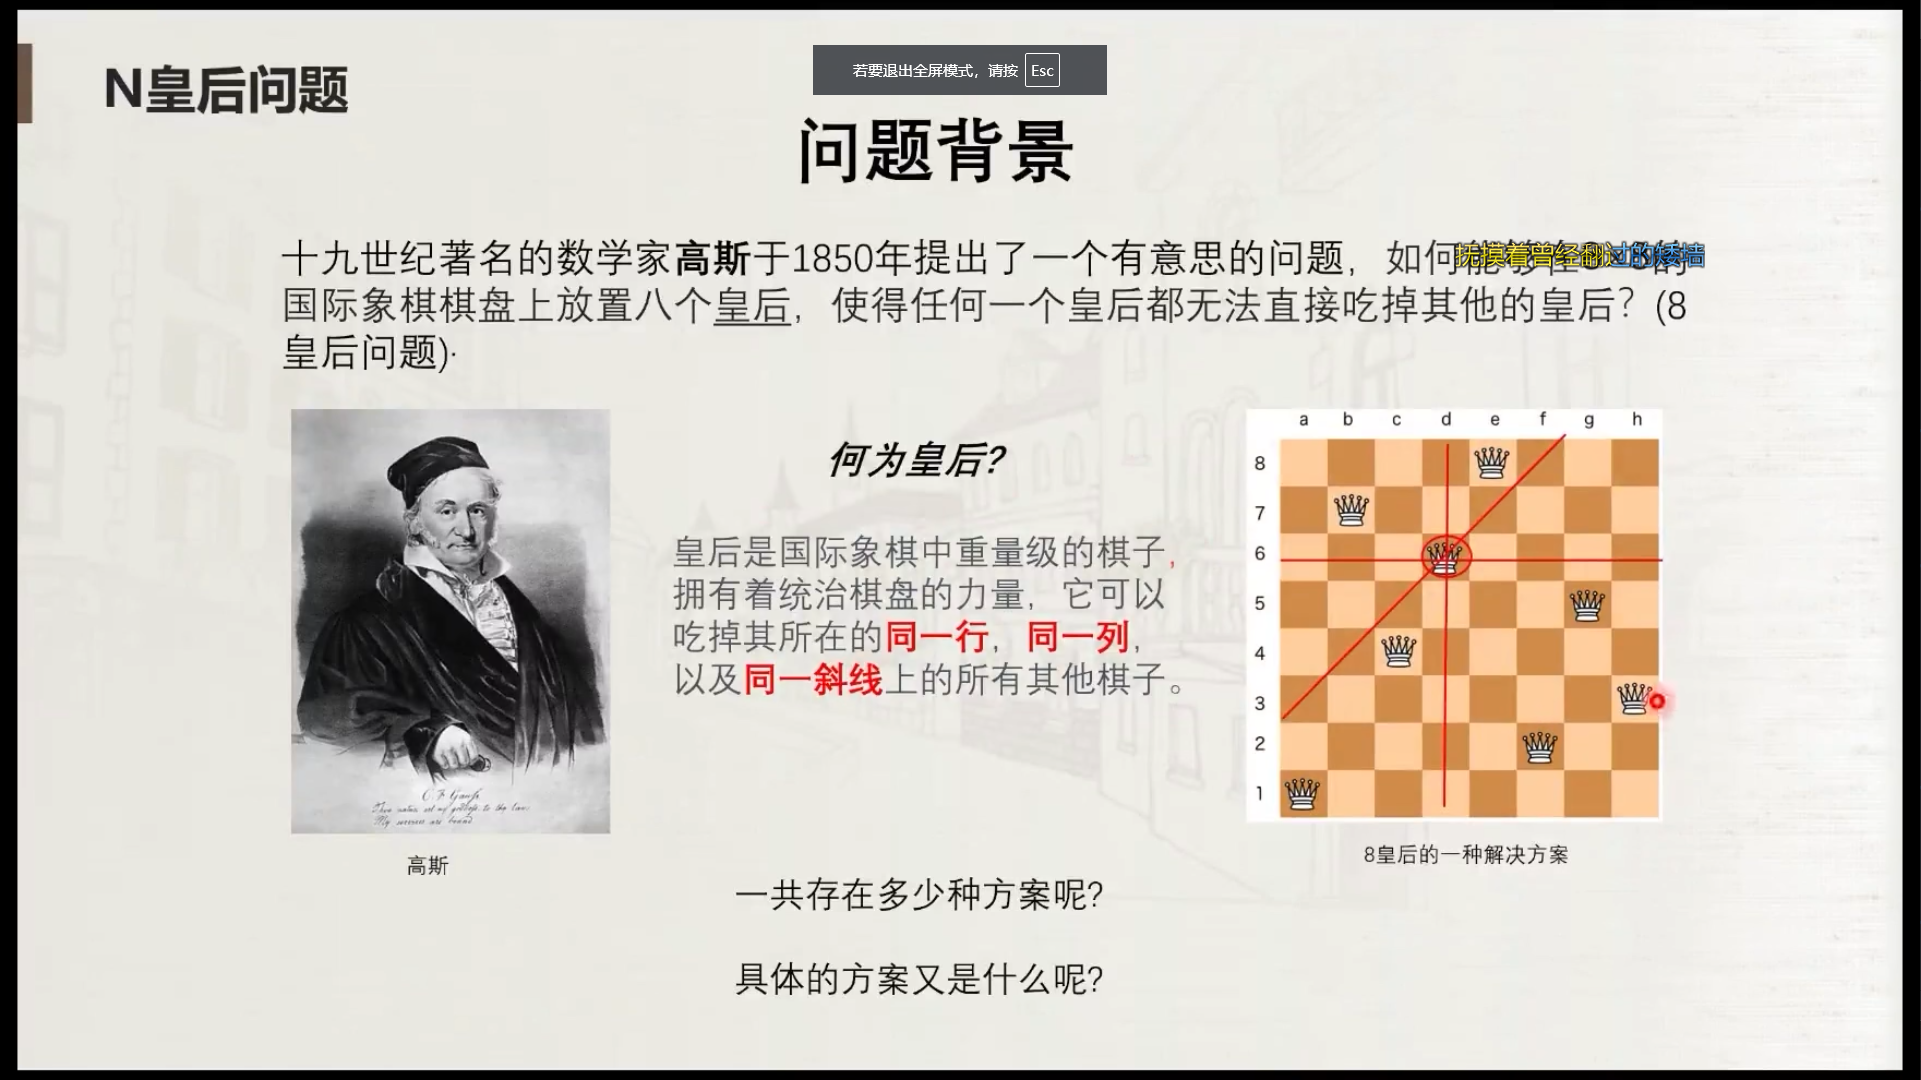 N皇后问题
若要退出全屏模式，请按 Esc
问题背景
十九世纪著名的数学家高斯于1850年提出了一个有意思的问题，如何
抚摸着曾经翻过的矮墙
国际象棋棋盘上放置八个皇后，使得任何一个皇后都无法直接吃掉其他的皇后？(8
皇后问题)·
何为皇后?
皇后是国际象棋中重量级的棋子,
拥有着统治棋盘的力量，它可以
吃掉其所在的同一行，同一列，
以及同一斜线上的所有其他棋子。
C. F. Gauss
高斯
a b c d e f g h
8
7
6
5
4
3
2
1
8皇后的一种解决方案
一共存在多少种方案呢?
具体的方案又是什么呢?